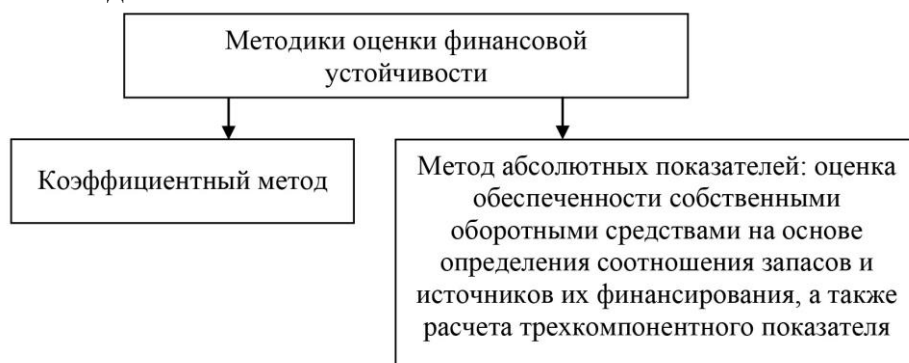 Методики оценки финансовой
устойчивости
Коэффициентный метод
Метод абсолютных показателей: оценка
обеспеченности собственными
оборотными средствами на основе
определения соотношения запасов и
источников их финансирования, а также
расчета трехкомпонентного показателя